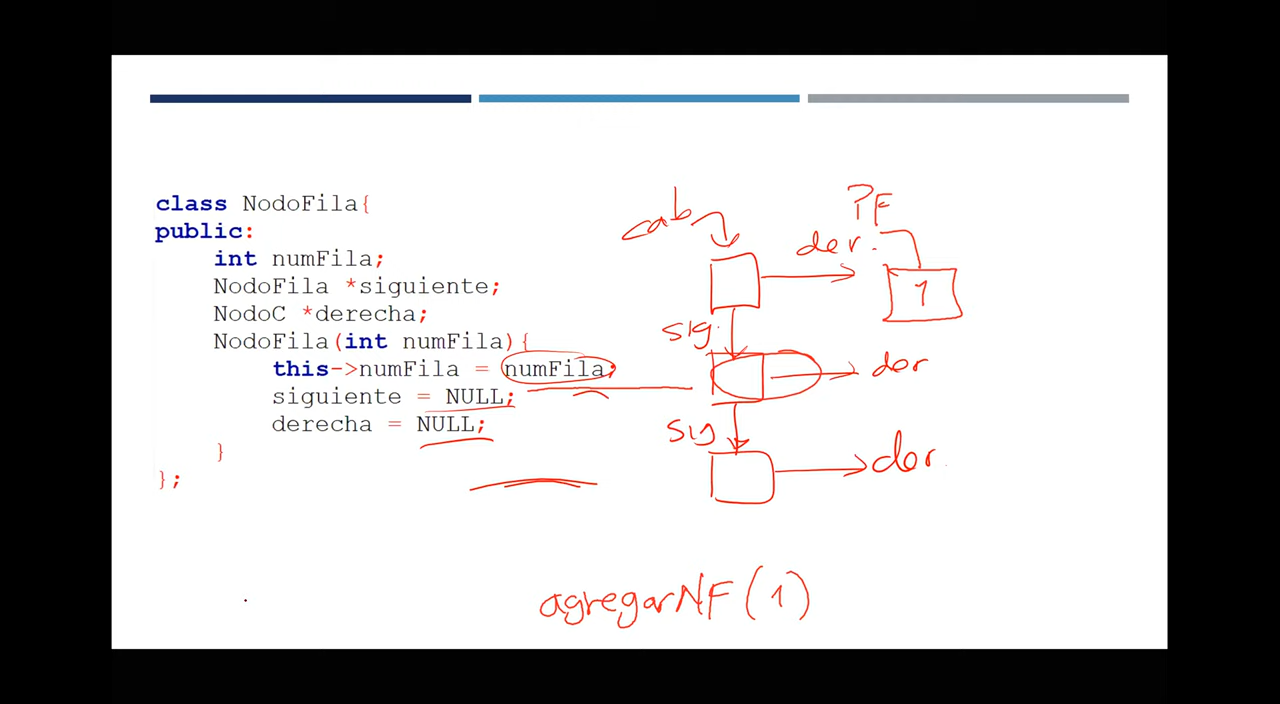 class NodoFila{
public:
int numFila;
NodoFila *siguiente;
NodoC *derecha;
NodoFila(int numFila){
this->numFila = numFila;
siguiente = NULL;
derecha = NULL;
}
};
cab
PF
der.
1
sig.
der
sig
der.
agregarNF(1)